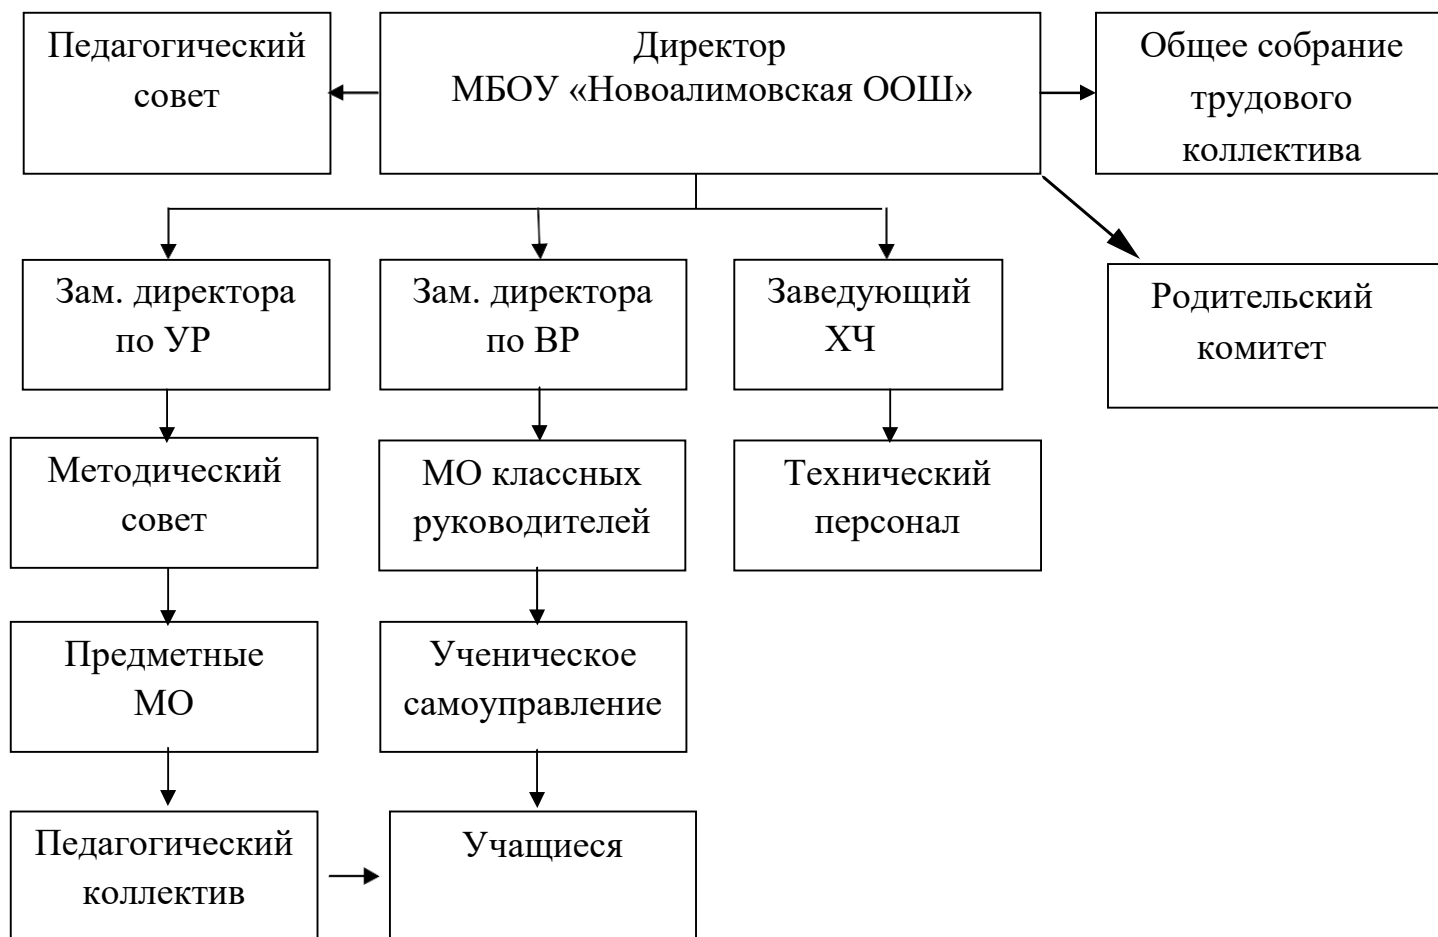 Педагогический
совет
Директор
МБОУ «Новоалимовская ООШ»
Общее собрание
трудового
коллектива
Зам. директора
по УР
Зам. директора
по ВР
Заведующий
ХЧ
Родительский
комитет
Методический
совет
МО классных
руководителей
Технический
персонал
Предметные
МО
Ученическое
самоуправление
Педагогический
коллектив
Учащиеся